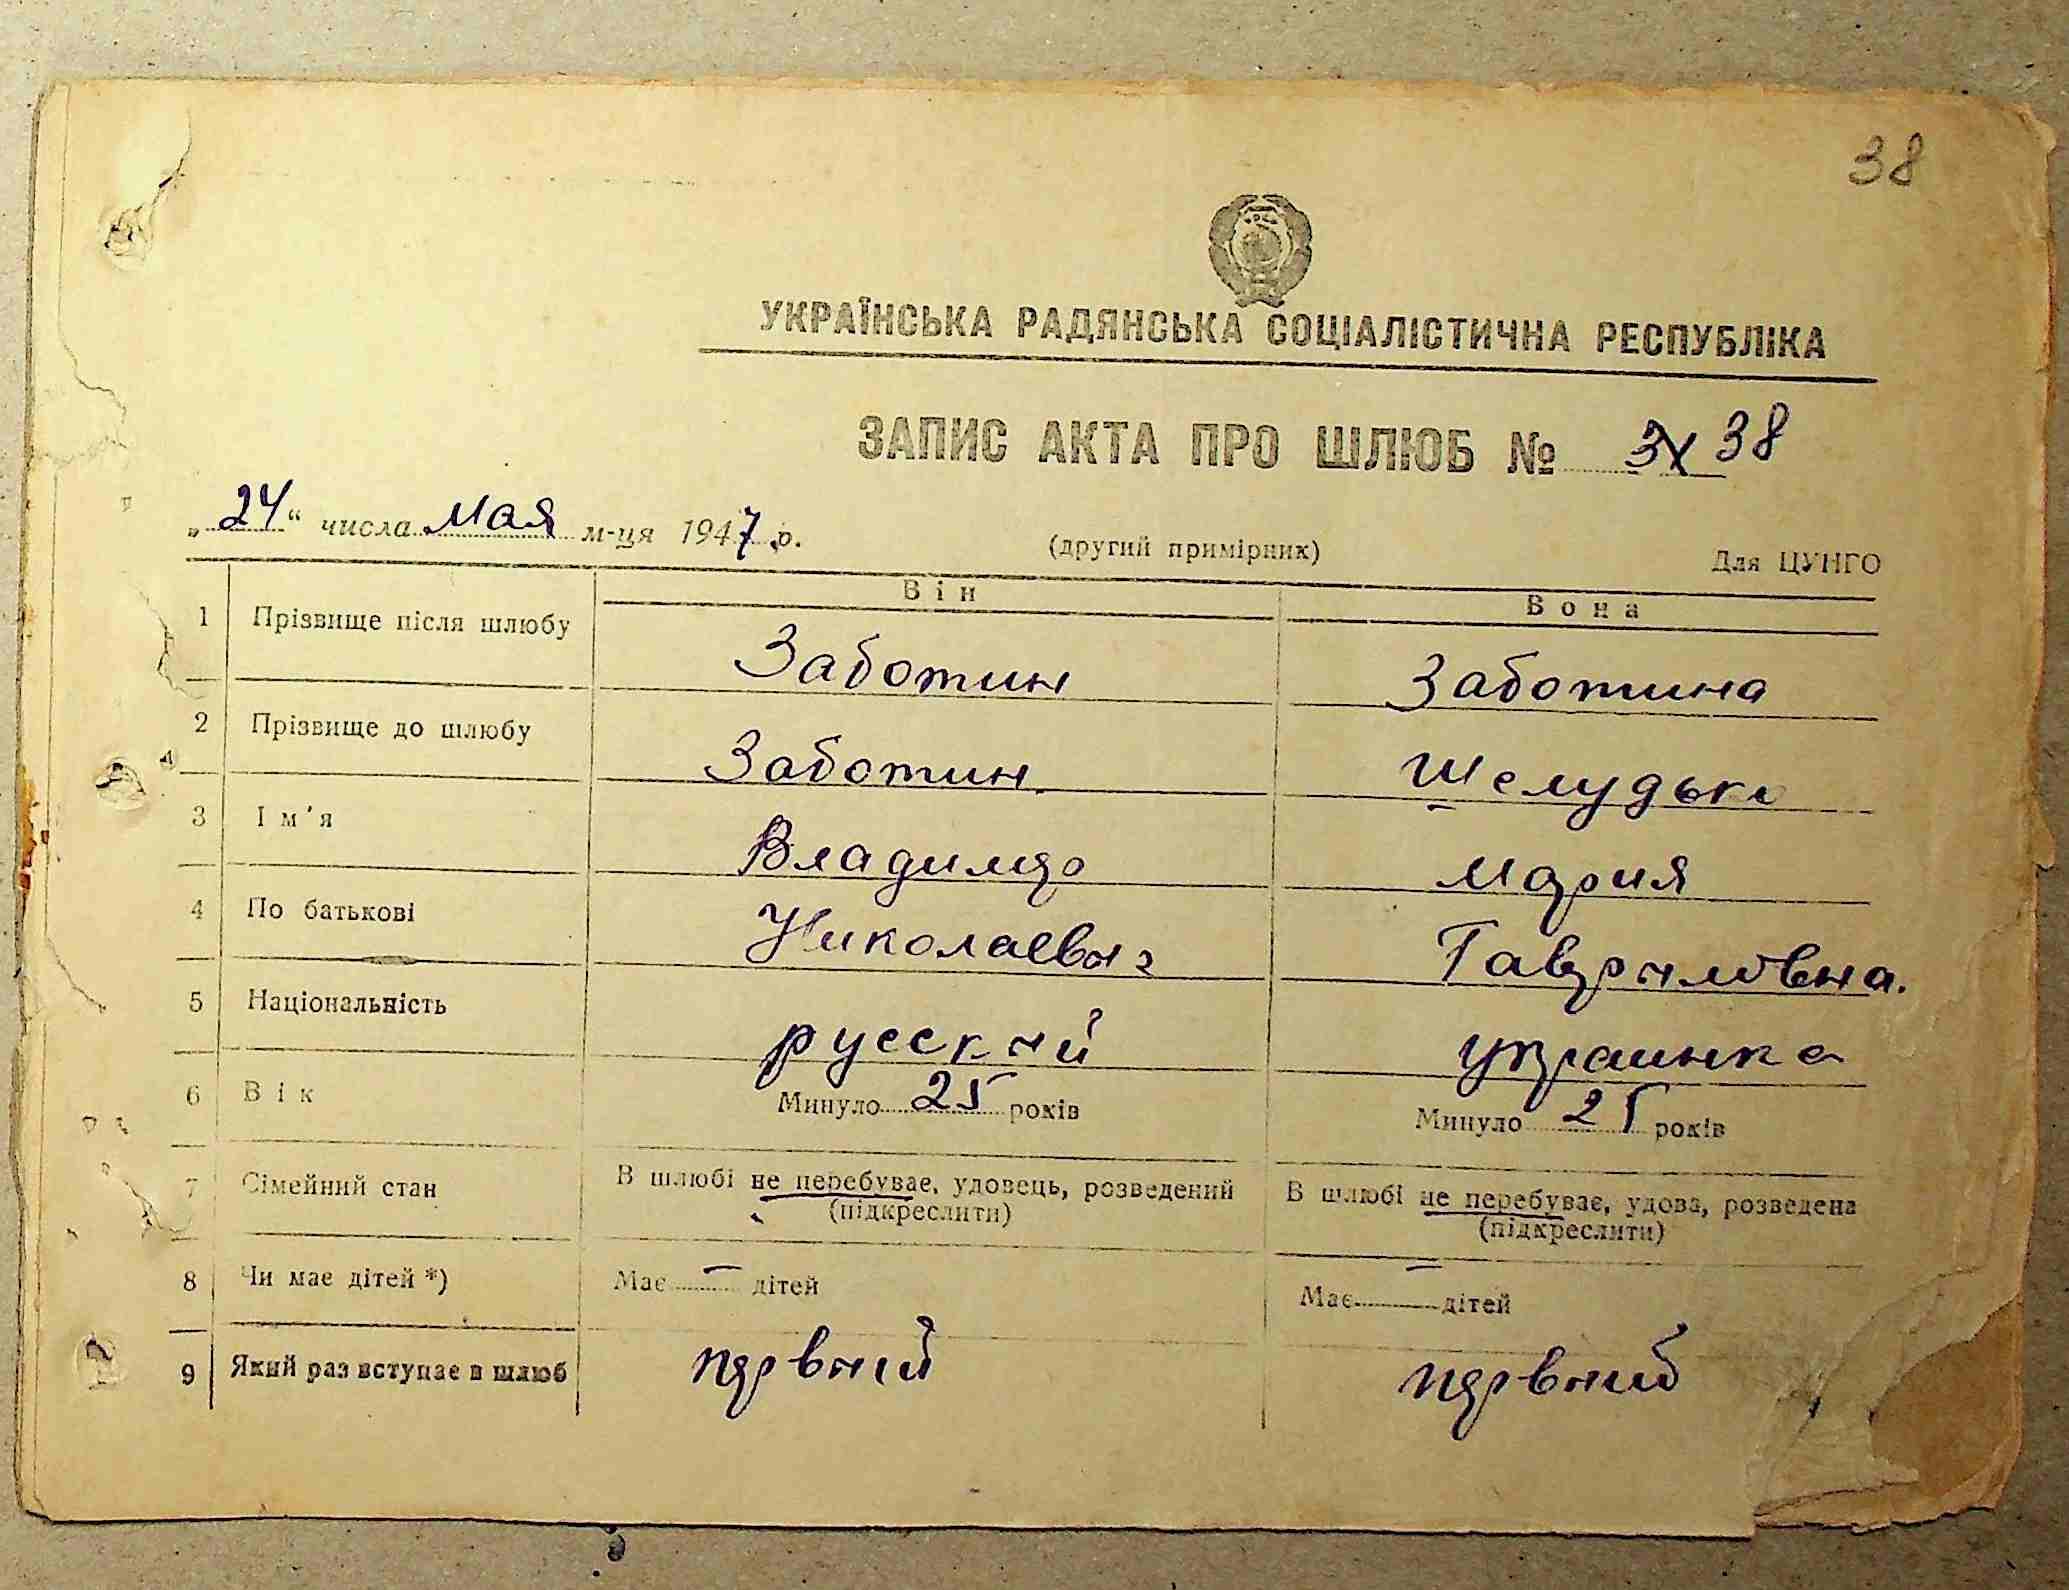 38
УКРАЇНСЬКА РАДЯНСЬКА СОЦІАЛІСТИЧНА РЕСПУБЛІКА
ЗАПИС АКТА ПРО ШЛЮБ № 38
„24“ числа мая м-ця 1947 р. (другий примірник) Для ЦУНГО
Він Вона
1 Прізвище після шлюбу Заботин Заботина
2 Прізвище до шлюбу Заботин Шелудько
3 Ім'я Владимир Мария
4 По батькові Николаевич Гавриловна.
5 Національність русский украинка
6 Вік Минуло 25 років Минуло 25 років
7 Сімейний стан В шлюбі не перебуває, удовець, розведений В шлюбі не перебуває, удова, розведена
(підкреслити) (підкреслити)
8 Чи має дітей *) Має — дітей Має — дітей
9 Який раз вступає в шлюб первий первий